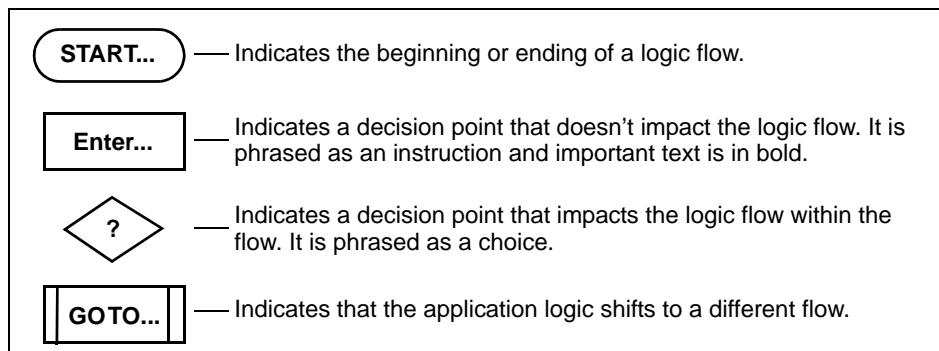 START... Indicates the beginning or ending of a logic flow.
Enter... Indicates a decision point that doesn't impact the logic flow. It is
phrased as an instruction and important text is in bold.
? Indicates a decision point that impacts the logic flow within the
flow. It is phrased as a choice.
GOTO... Indicates that the application logic shifts to a different flow.